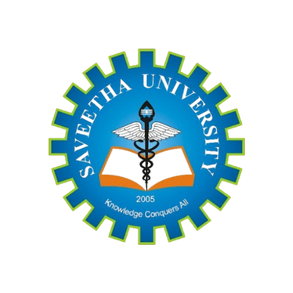 SAVEETHA UNIVERSITY
2005
Knowledge Conquers All